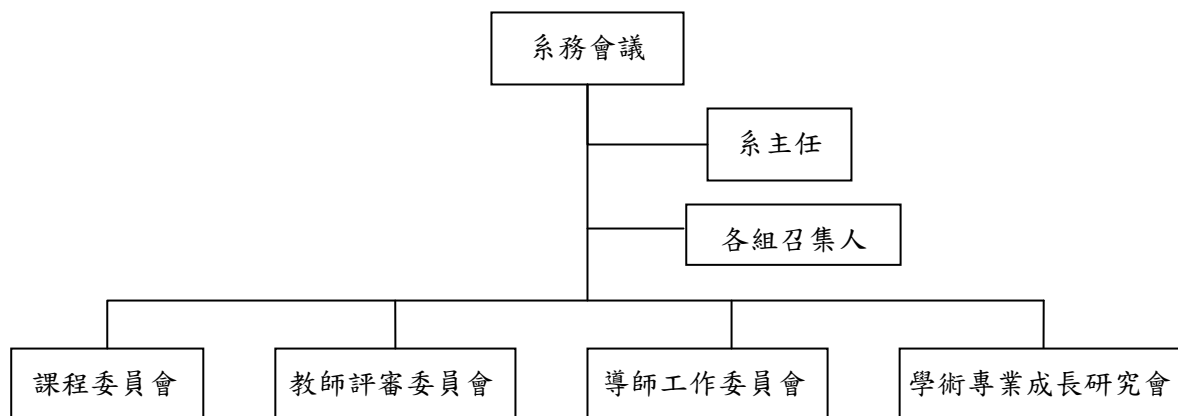 系務會議
系主任
各組召集人
課程委員會
教師評審委員會
導師工作委員會
學術專業成長研究會